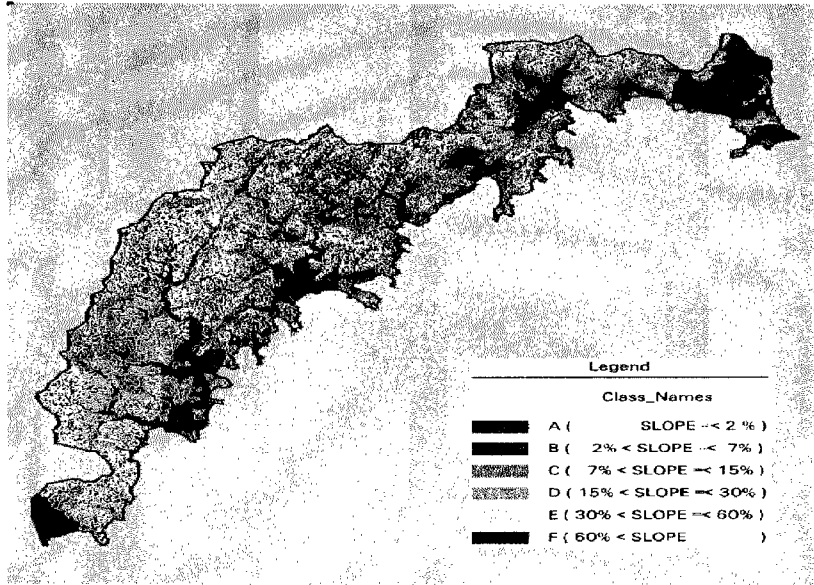 Legend
Class_Names
A ( SLOPE =< 2 % )
B ( 2% < SLOPE =< 7% )
C ( 7% < SLOPE =< 15% )
D ( 15% < SLOPE =< 30% )
E ( 30% < SLOPE =< 60% )
F ( 60% < SLOPE )